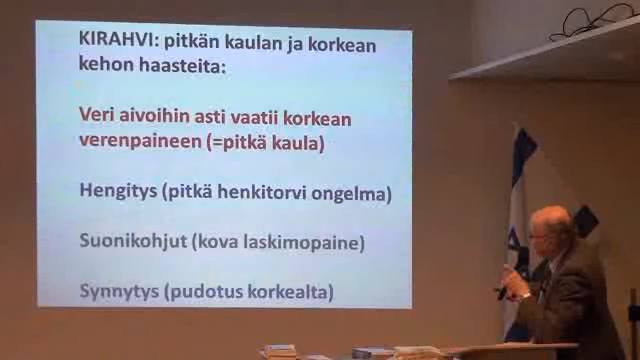 KIRAHVI: pitkän kaulan ja korkean
kehon haasteita:
Veri aivoihin asti vaatii korkean
verenpaineen (=pitkä kaula)
Hengitys (pitkä henkitorvi ongelma)
Suonikohjut (kova laskimopaine)
Synnytys (pudotus korkealta)